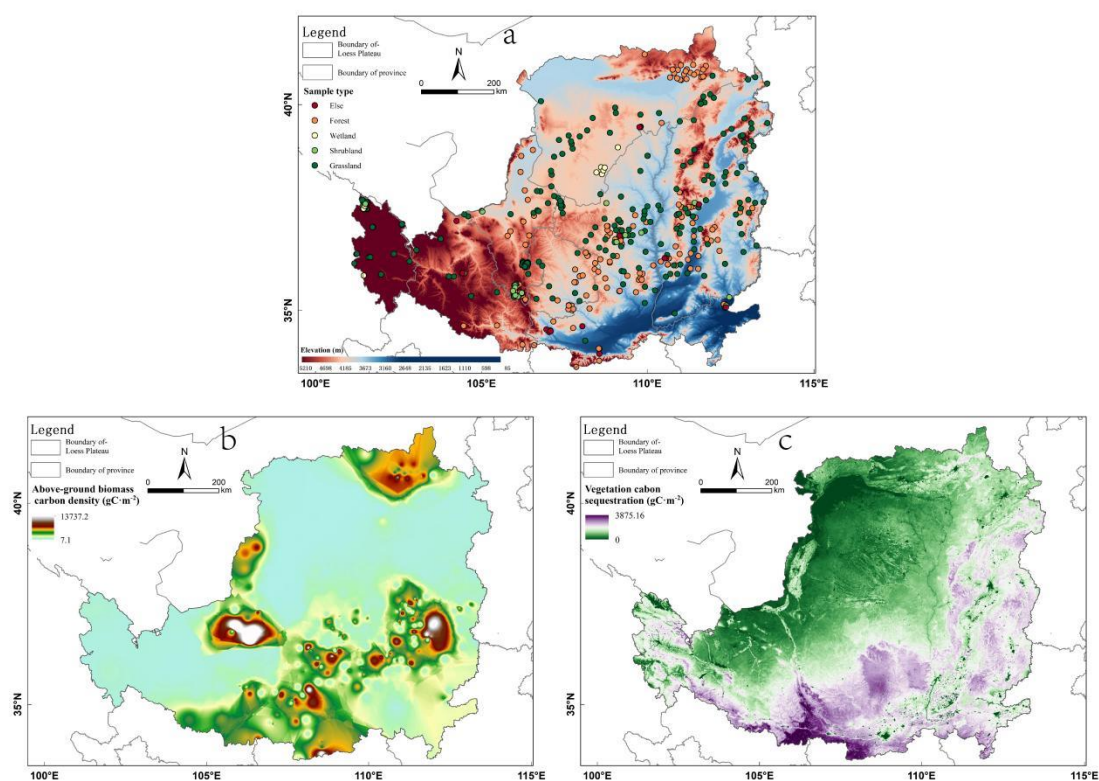 a
Legend
Boundary of-
Loess Plateau
Boundary of province
Sample type
Else
Forest
Wetland
Shrubland
Grassland
N
0 200
km
40°N
35°N
Elevation (m)
5210 4698 4185 3673 3160 2648 2135 1623 1110 598 85
100°E 105°E 110°E 115°E
b
Legend
Boundary of-
Loess Plateau
Boundary of province
Above-ground biomass
carbon density (gC·m⁻²)
13737.2
7.1
N
0 200
km
40°N
35°N
100°E 105°E 110°E 115°E
c
Legend
Boundary of-
Loess Plateau
Boundary of province
Vegetation cabon
sequestration (gC·m⁻²)
3875.16
0
N
0 200
km
40°N
35°N
100°E 105°E 110°E 115°E